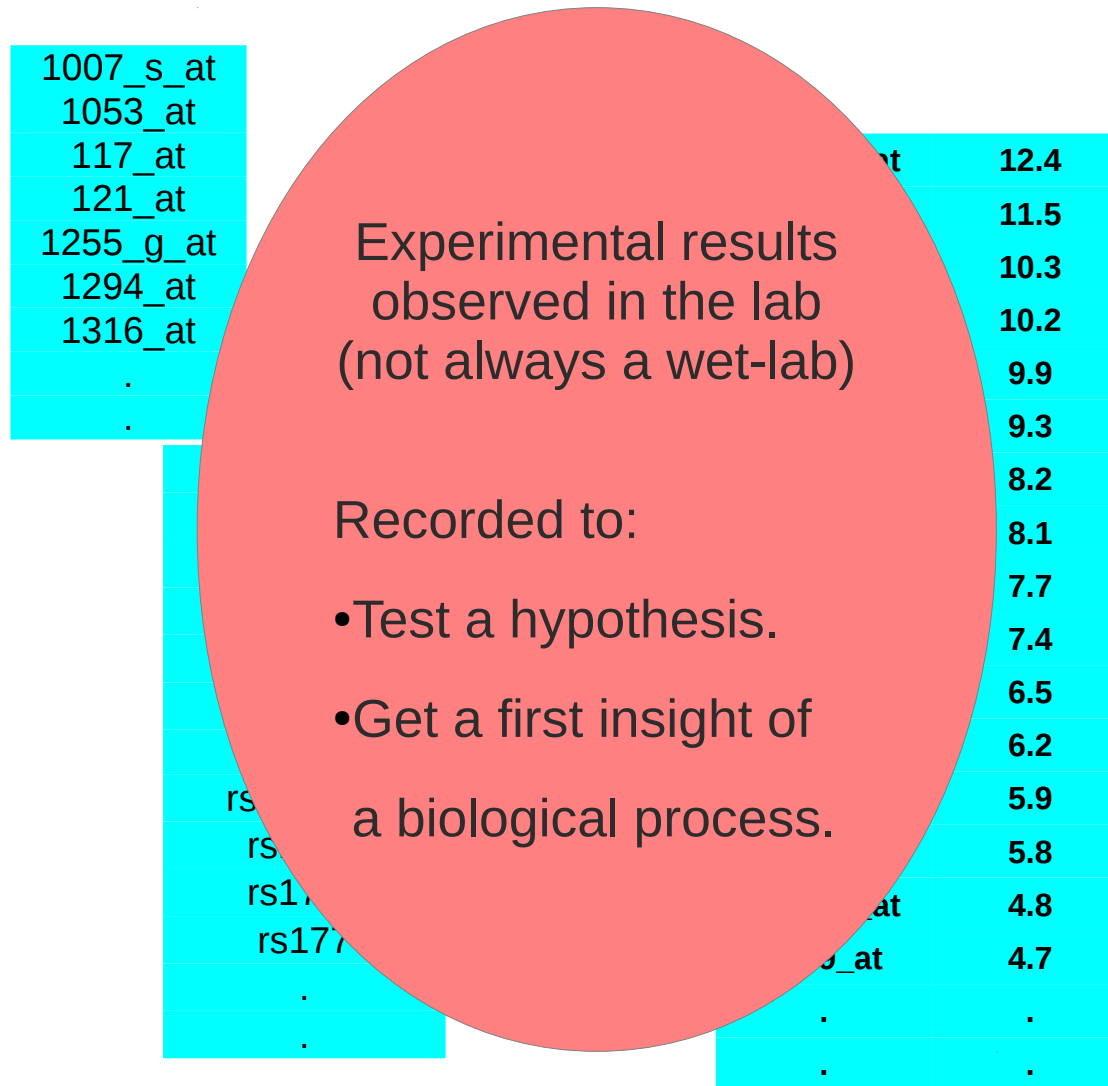 1007_s_at
1053_at
117_at
121_at
1255_g_at
1294_at
1316_at
.
.
Experimental results
observed in the lab
(not always a wet-lab)
Recorded to:
•Test a hypothesis.
•Get a first insight of
a biological process.
12.4
11.5
10.3
10.2
9.9
9.3
8.2
8.1
7.7
7.4
6.5
6.2
5.9
5.8
4.8
4.7
. .
. .
.
.